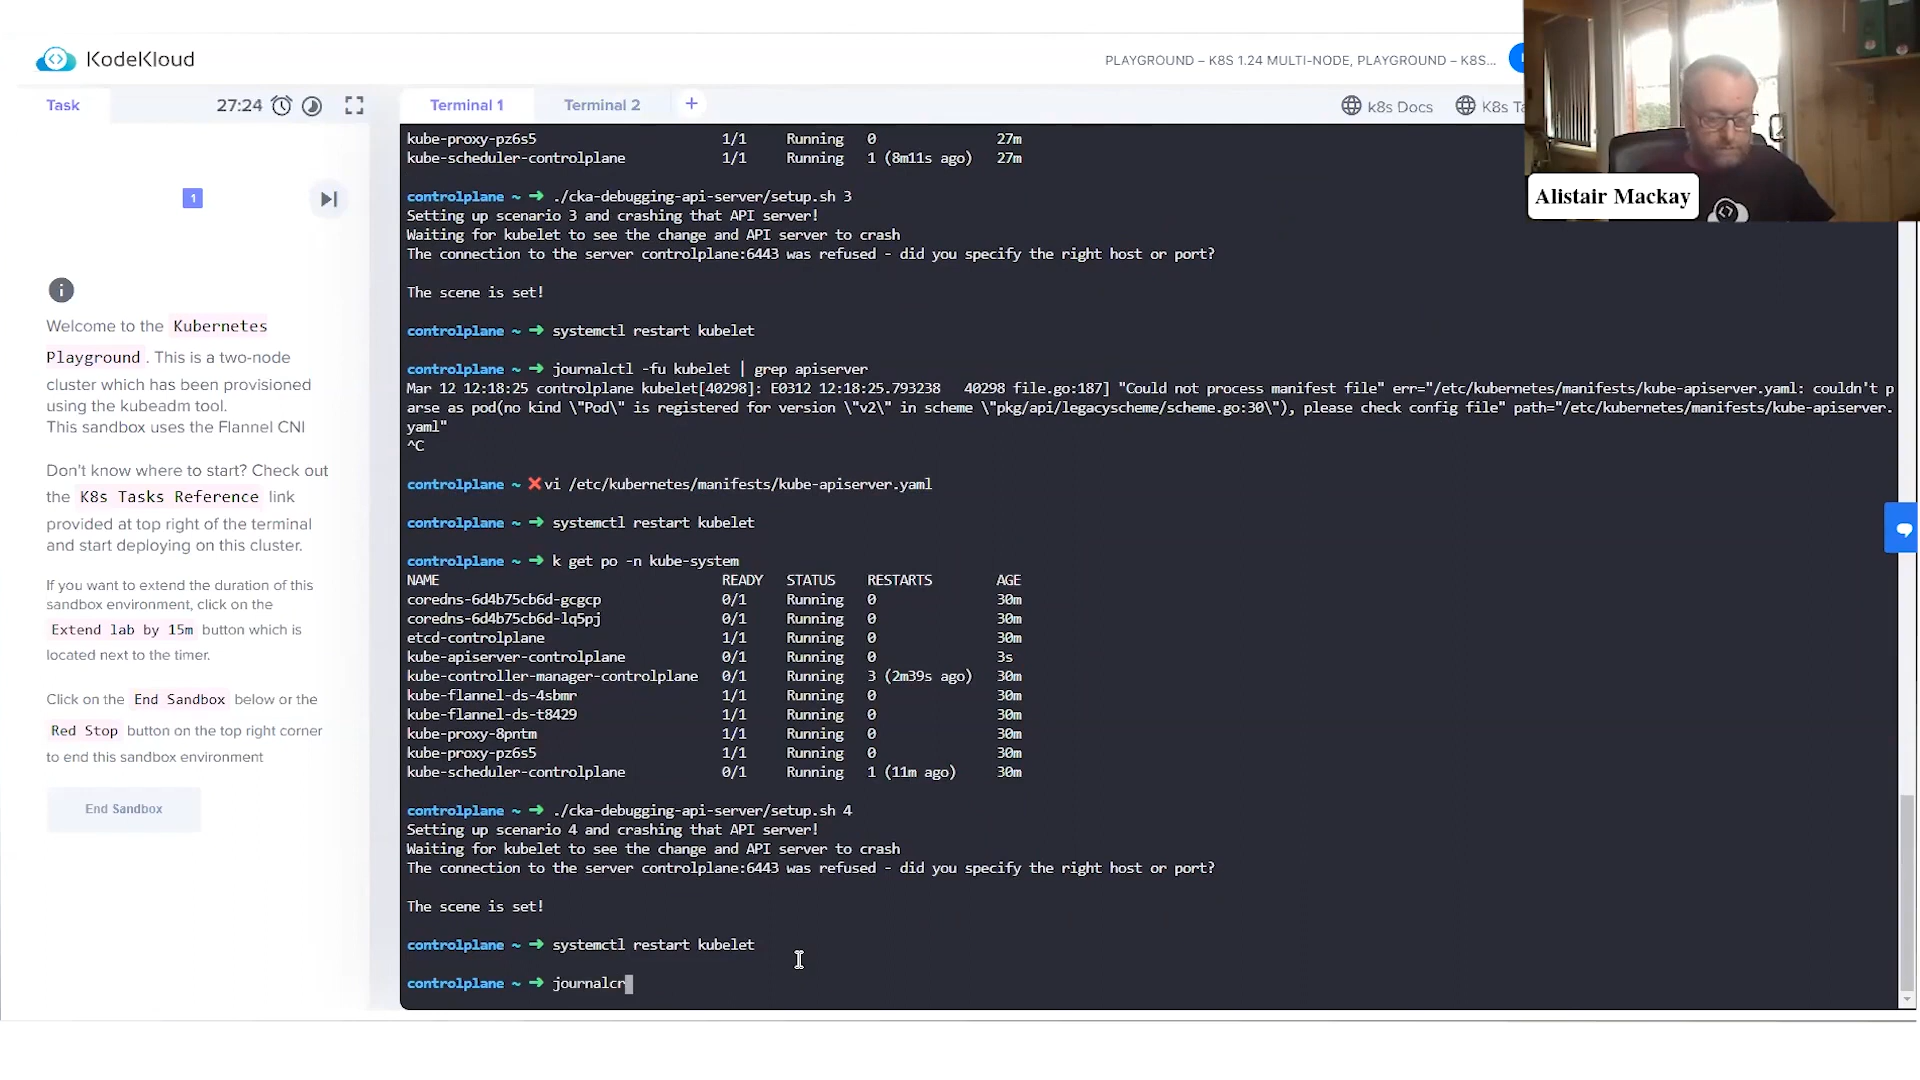 KodeKloud
PLAYGROUND – K8S 1.24 MULTI-NODE, PLAYGROUND – K8S...
Task
27:24
Terminal 1
Terminal 2
+
k8s Docs
K8s Ta
1
Welcome to the Kubernetes
Playground . This is a two-node
cluster which has been provisioned
using the kubeadm tool.
This sandbox uses the Flannel CNI
Don't know where to start? Check out
the K8s Tasks Reference link
provided at top right of the terminal
and start deploying on this cluster.
If you want to extend the duration of this
sandbox environment, click on the
Extend lab by 15m button which is
located next to the timer.
Click on the End Sandbox below or the
Red Stop button on the top right corner
to end this sandbox environment
End Sandbox
kube-proxy-pz6s5 1/1 Running 0 27m
kube-scheduler-controlplane 1/1 Running 1 (8m11s ago) 27m
controlplane ~ ➜ ./cka-debugging-api-server/setup.sh 3
Setting up scenario 3 and crashing that API server!
Waiting for kubelet to see the change and API server to crash
The connection to the server controlplane:6443 was refused - did you specify the right host or port?
The scene is set!
controlplane ~ ➜ systemctl restart kubelet
controlplane ~ ➜ journalctl -fu kubelet | grep apiserver
Mar 12 12:18:25 controlplane kubelet[40298]: E0312 12:18:25.793238 40298 file.go:187] "Could not process manifest file" err="/etc/kubernetes/manifests/kube-apiserver.yaml: couldn't p
arse as pod(no kind \"Pod\" is registered for version \"v2\" in scheme \"pkg/api/legacyscheme/scheme.go:30\"), please check config file" path="/etc/kubernetes/manifests/kube-apiserver.
yaml"
^C
controlplane ~ ✖ vi /etc/kubernetes/manifests/kube-apiserver.yaml
controlplane ~ ➜ systemctl restart kubelet
controlplane ~ ➜ k get po -n kube-system
NAME READY STATUS RESTARTS AGE
coredns-6d4b75cb6d-gcgcp 0/1 Running 0 30m
coredns-6d4b75cb6d-lq5pj 0/1 Running 0 30m
etcd-controlplane 1/1 Running 0 30m
kube-apiserver-controlplane 0/1 Running 0 3s
kube-controller-manager-controlplane 0/1 Running 3 (2m39s ago) 30m
kube-flannel-ds-4sbmr 1/1 Running 0 30m
kube-flannel-ds-t8429 1/1 Running 0 30m
kube-proxy-8pntm 1/1 Running 0 30m
kube-proxy-pz6s5 1/1 Running 0 30m
kube-scheduler-controlplane 0/1 Running 1 (11m ago) 30m
controlplane ~ ➜ ./cka-debugging-api-server/setup.sh 4
Setting up scenario 4 and crashing that API server!
Waiting for kubelet to see the change and API server to crash
The connection to the server controlplane:6443 was refused - did you specify the right host or port?
The scene is set!
controlplane ~ ➜ systemctl restart kubelet
controlplane ~ ➜ journalcr
Alistair Mackay